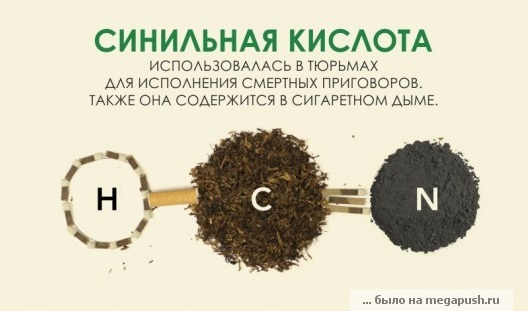 СИНИЛЬНАЯ КИСЛОТА
ИСПОЛЬЗОВАЛАСЬ В ТЮРЬМАХ
ДЛЯ ИСПОЛНЕНИЯ СМЕРТНЫХ ПРИГОВОРОВ.
ТАКЖЕ ОНА СОДЕРЖИТСЯ В СИГАРЕТНОМ ДЫМЕ.
H C N
... было на megapush.ru